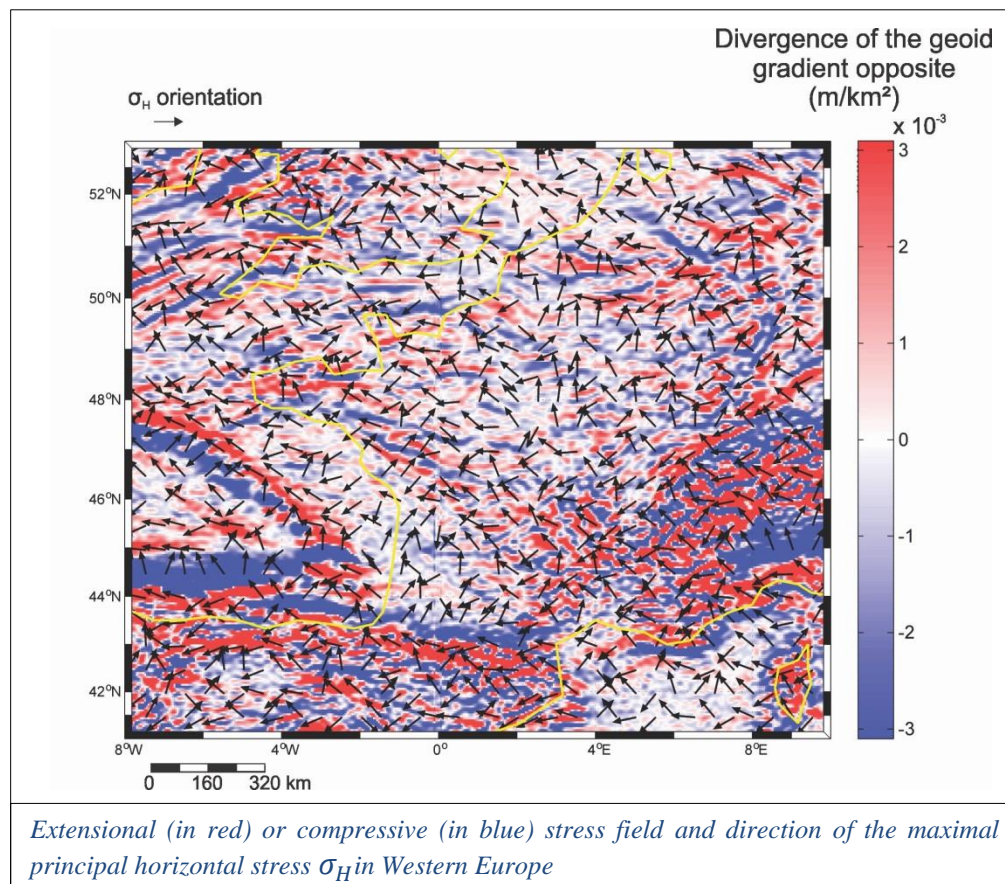 Divergence of the geoid
gradient opposite
(m/km²)
σH orientation
x 10⁻³
52°N
50°N
48°N
46°N
44°N
42°N
8°W
4°W
0°
4°E
8°E
3
2
1
0
-1
-2
-3
0 160 320 km
Extensional (in red) or compressive (in blue) stress field and direction of the maximal
principal horizontal stress σH in Western Europe